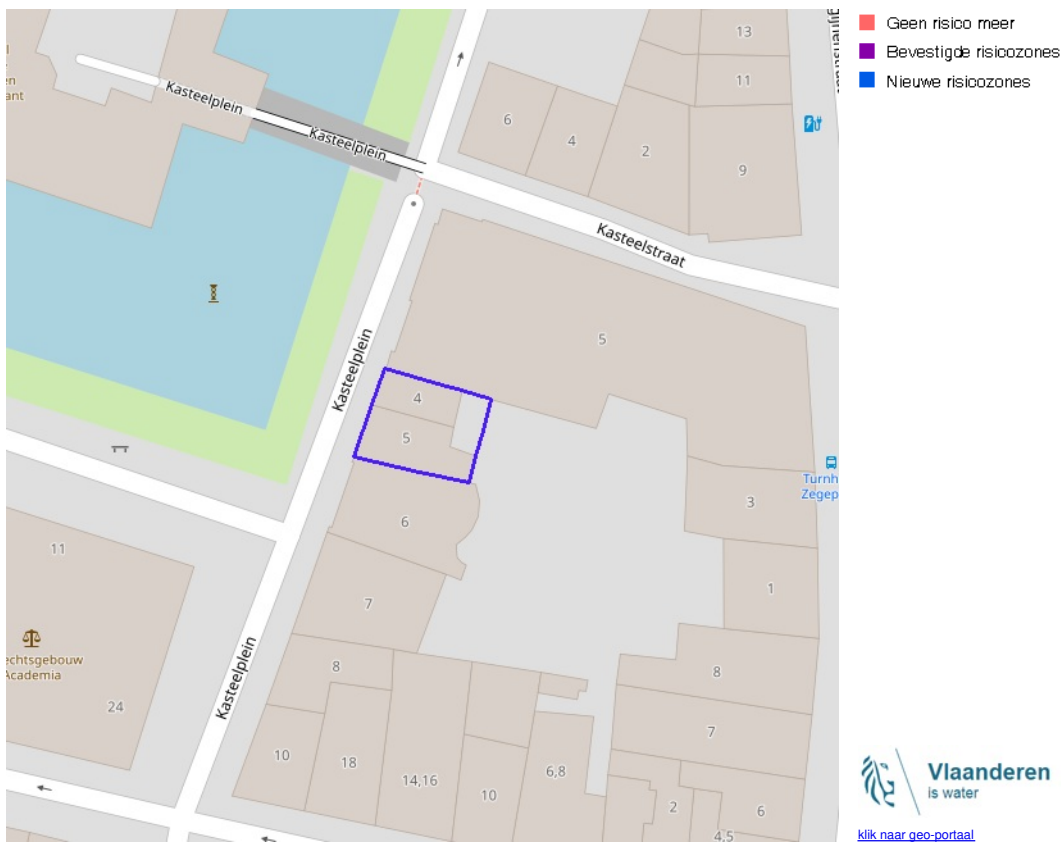 Geen risico meer
Bevestigde risicozones
Nieuwe risicozones
13
11
ant
Kasteelplein
Kasteelplein
6
4
2
9
Kasteelstraat
5
Kasteelplein
4
5
6
Turnh
Zegep
3
11
1
7
echtsgebouw
Academia
8
8
24
Kasteelplein
7
10
18
14,16
6,8
10
2
6
4,5
Vlaanderen
is water
klik naar geo-portaal